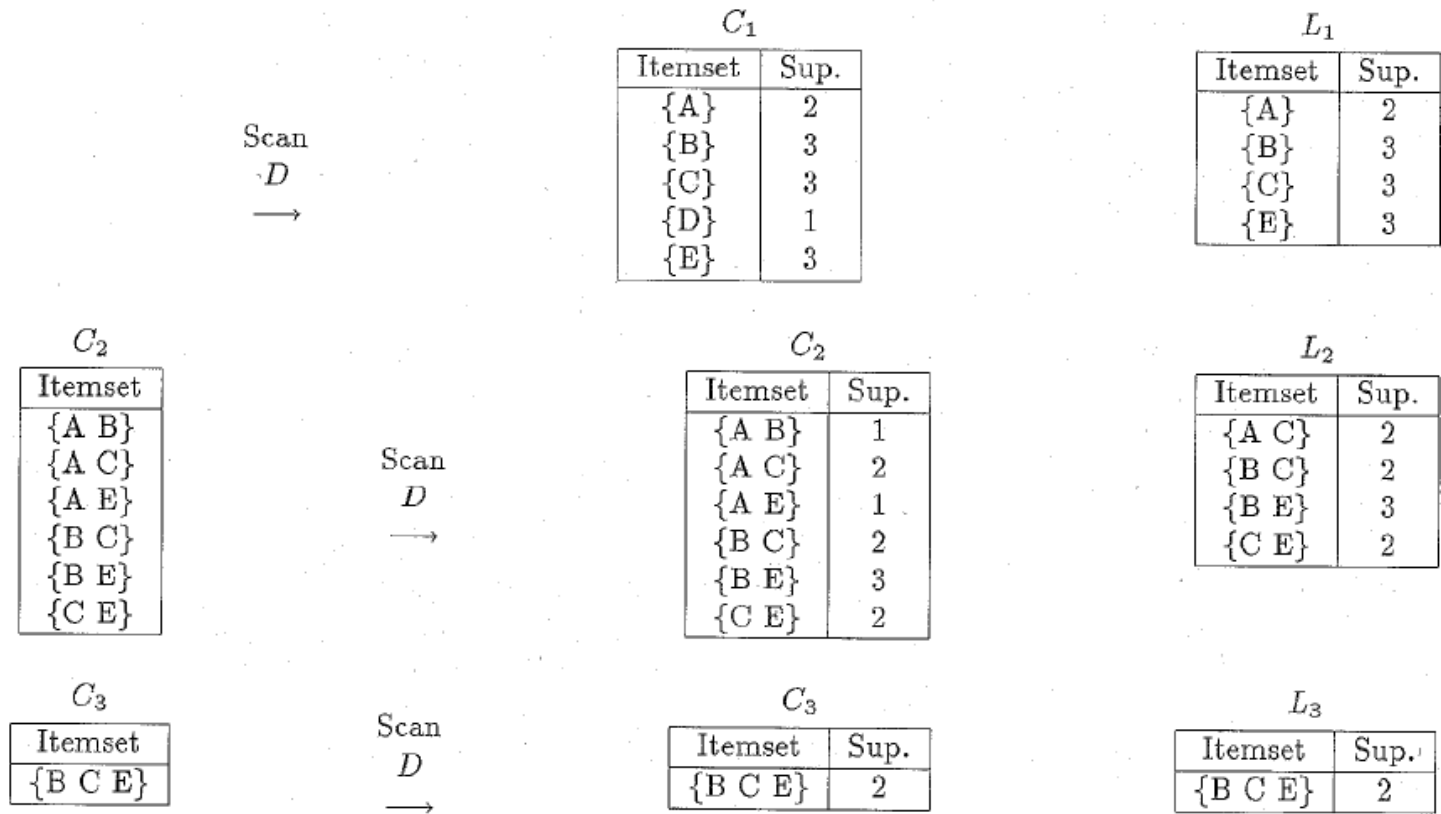 C₁ L₁
Itemset Sup. Itemset Sup.
{A} 2 {A} 2
Scan {B} 3 {B} 3
D {C} 3 {C} 3
⟶ {D} 1 {E} 3
{E} 3
C₂ C₂ L₂
Itemset Itemset Sup. Itemset Sup.
{A B} {A B} 1 {A C} 2
{A C} Scan {A C} 2 {B C} 2
{A E} D {A E} 1 {B E} 3
{B C} ⟶ {B C} 2 {C E} 2
{B E} {B E} 3
{C E} {C E} 2
C₃ C₃ L₃
Itemset Scan Itemset Sup. Itemset Sup.
{B C E} D {B C E} 2 {B C E} 2
⟶